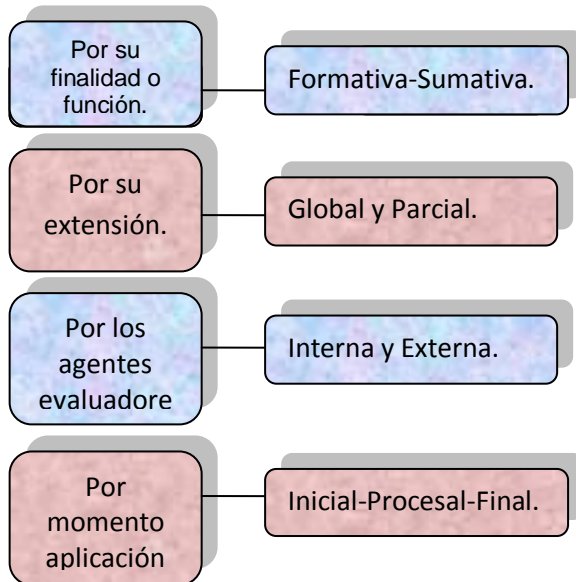 Por su
finalidad o
función.
Formativa-Sumativa.
Por su
extensión.
Global y Parcial.
Por los
agentes
evaluadore
Interna y Externa.
Por
momento
aplicación
Inicial-Procesal-Final.